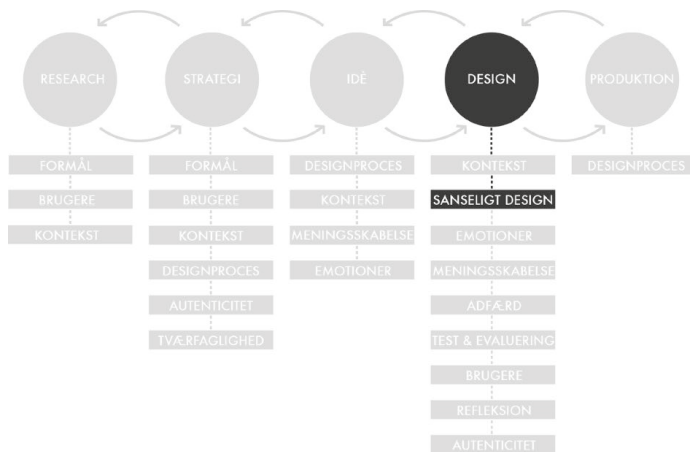 RESEARCH
STRATEGI
IDÈ
DESIGN
PRODUKTION
FORMÅL
BRUGERE
KONTEKST
FORMÅL
BRUGERE
KONTEKST
DESIGNPROCES
AUTENTICITET
TVÆRFAGLIGHED
DESIGNPROCES
KONTEKST
MENINGSSKABELSE
EMOTIONER
KONTEKST
SANSELIGT DESIGN
EMOTIONER
MENINGSSKABELSE
ADFÆRD
TEST & EVALUERING
BRUGERE
REFLEKSION
AUTENTICITET
DESIGNPROCES